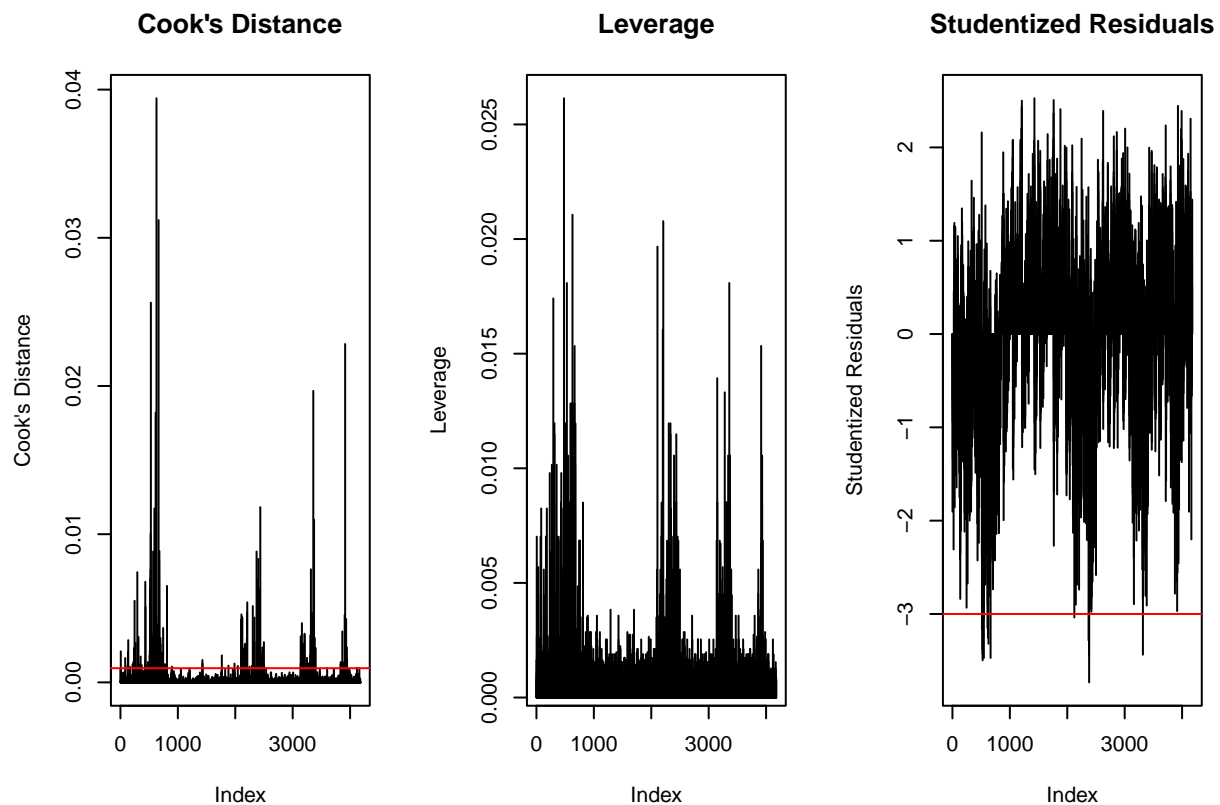 Cook's Distance
Cook's Distance
0.00
0.01
0.02
0.03
0.04
0
1000
3000
Index
Leverage
Leverage
0.000
0.005
0.010
0.015
0.020
0.025
0
1000
3000
Index
Studentized Residuals
Studentized Residuals
−3
−2
−1
0
1
2
0
1000
3000
Index